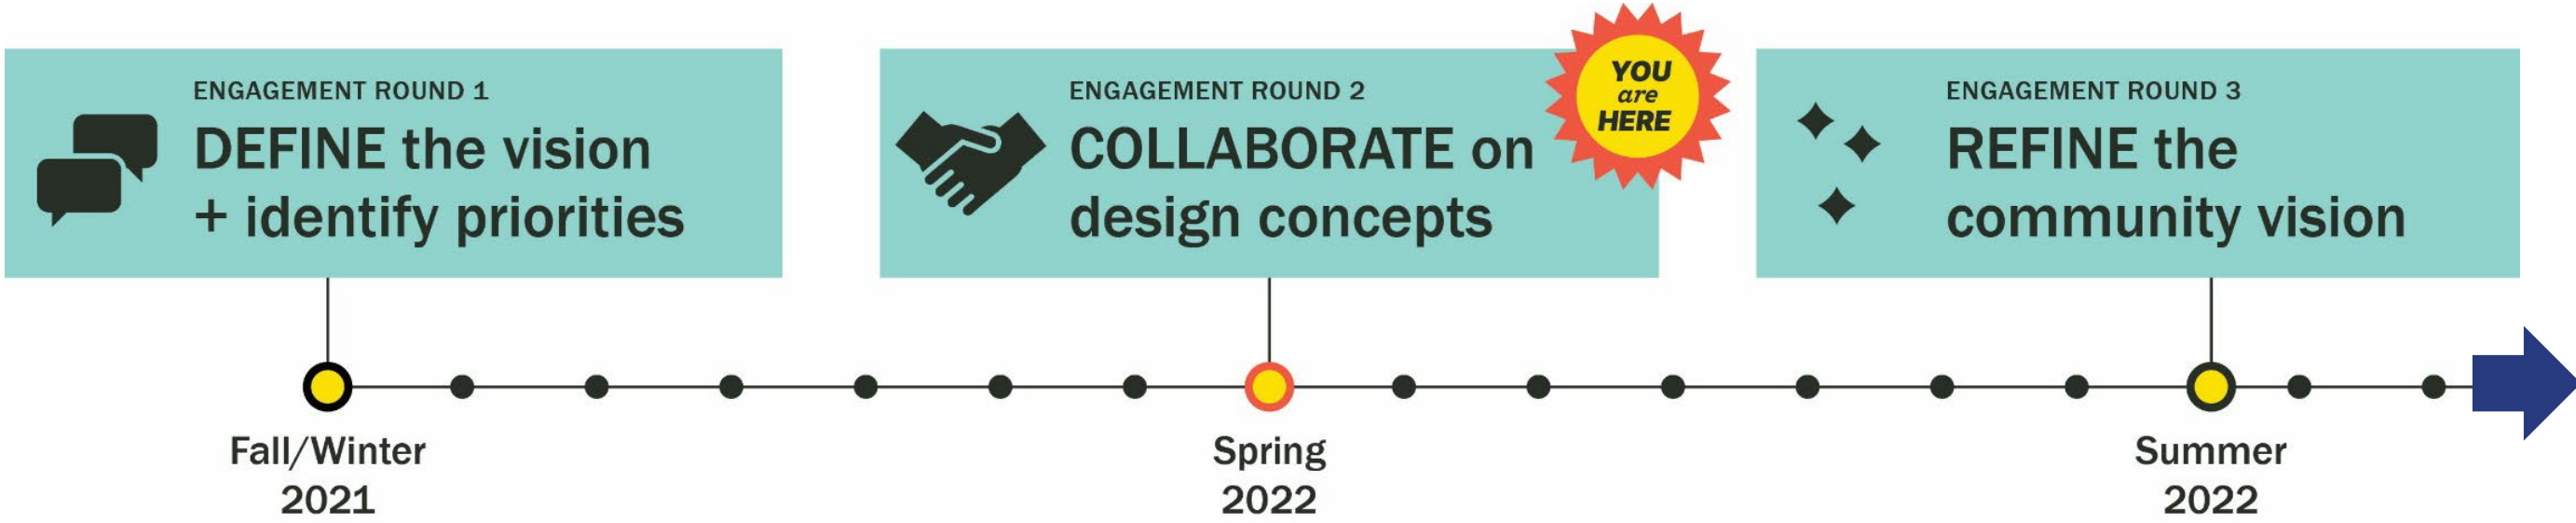 ENGAGEMENT ROUND 1
DEFINE the vision
+ identify priorities
ENGAGEMENT ROUND 2
COLLABORATE on
design concepts
YOU
are
HERE
ENGAGEMENT ROUND 3
REFINE the
community vision
Fall/Winter
2021
Spring
2022
Summer
2022